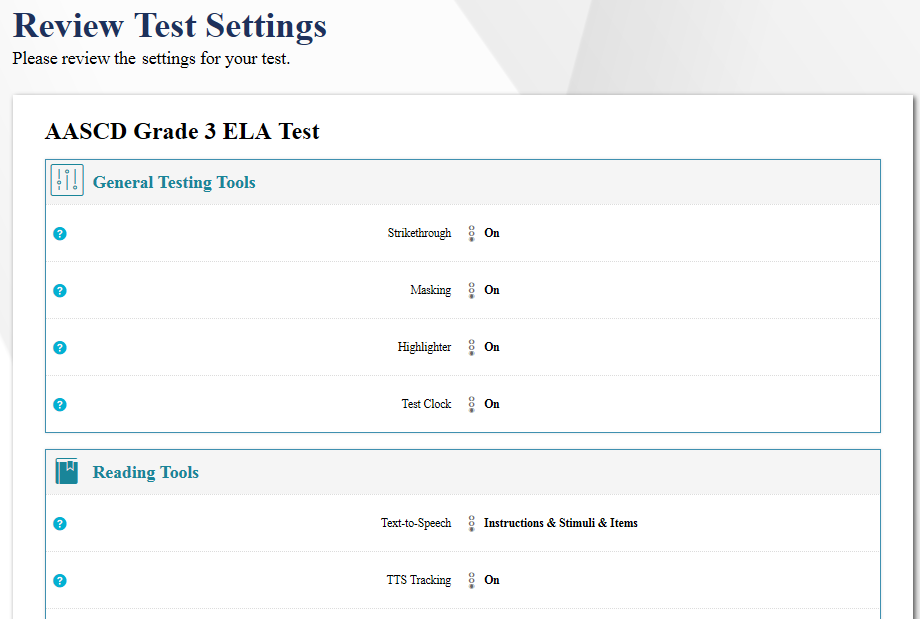 Review Test Settings
Please review the settings for your test.
AASCD Grade 3 ELA Test
General Testing Tools
? Strikethrough On
? Masking On
? Highlighter On
? Test Clock On
Reading Tools
? Text-to-Speech Instructions & Stimuli & Items
? TTS Tracking On